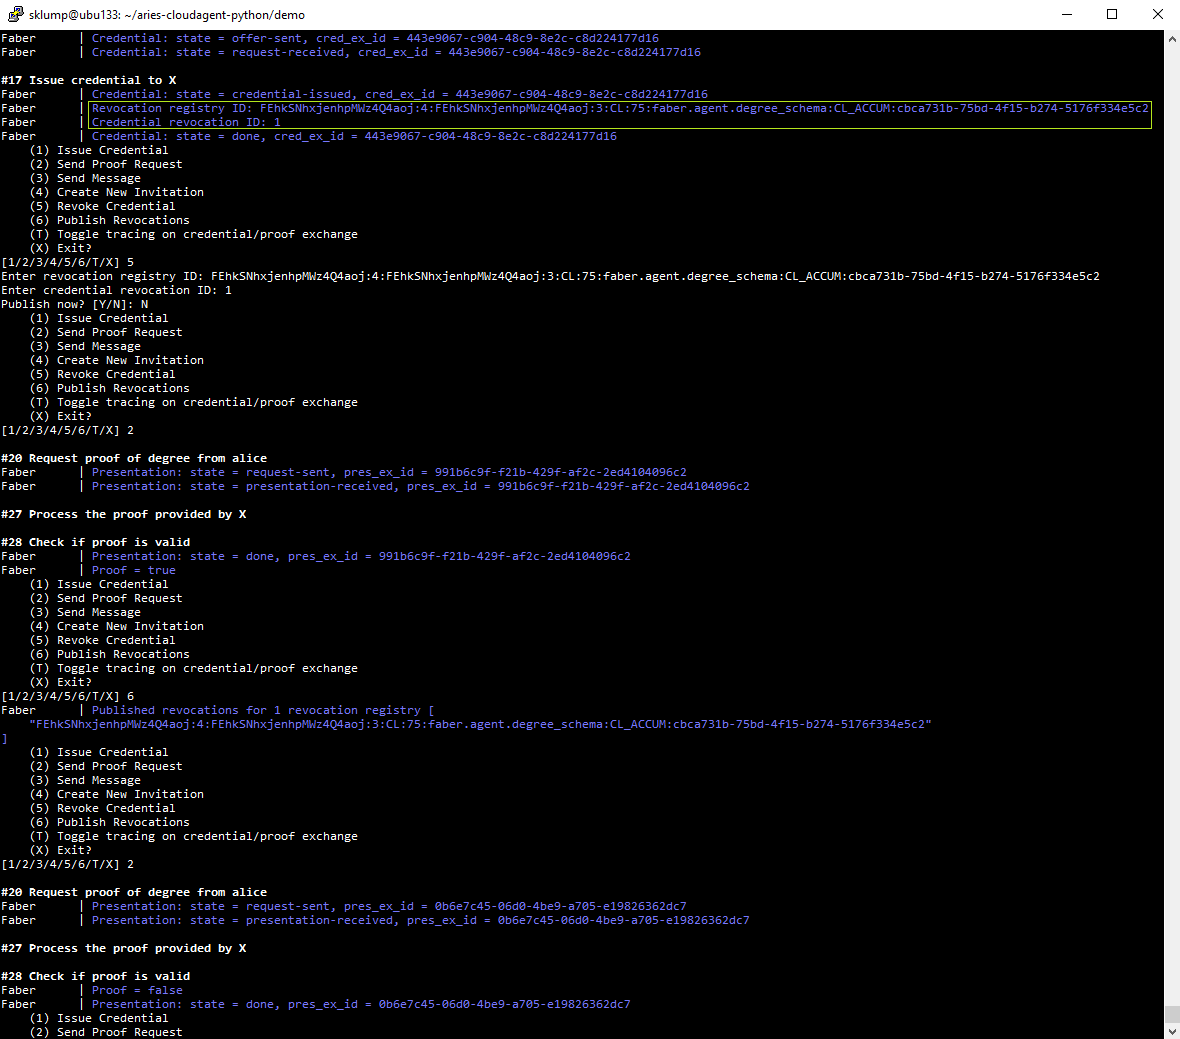 sklump@ubu133: ~/aries-cloudagent-python/demo
Faber      | Credential: state = offer-sent, cred_ex_id = 443e9067-c904-48c9-8e2c-c8d224177d16
Faber      | Credential: state = request-received, cred_ex_id = 443e9067-c904-48c9-8e2c-c8d224177d16
#17 Issue credential to X
Faber      | Credential: state = credential-issued, cred_ex_id = 443e9067-c904-48c9-8e2c-c8d224177d16
Faber      | Revocation registry ID: FEhkSNhxjenhpMWz4Q4aoj:4:FEhkSNhxjenhpMWz4Q4aoj:3:CL:75:faber.agent.degree_schema:CL_ACCUM:cbca731b-75bd-4f15-b274-5176f334e5c2
Faber      | Credential revocation ID: 1
Faber      | Credential: state = done, cred_ex_id = 443e9067-c904-48c9-8e2c-c8d224177d16
    (1) Issue Credential
    (2) Send Proof Request
    (3) Send Message
    (4) Create New Invitation
    (5) Revoke Credential
    (6) Publish Revocations
    (T) Toggle tracing on credential/proof exchange
    (X) Exit?
[1/2/3/4/5/6/T/X] 5
Enter revocation registry ID: FEhkSNhxjenhpMWz4Q4aoj:4:FEhkSNhxjenhpMWz4Q4aoj:3:CL:75:faber.agent.degree_schema:CL_ACCUM:cbca731b-75bd-4f15-b274-5176f334e5c2
Enter credential revocation ID: 1
Publish now? [Y/N]: N
    (1) Issue Credential
    (2) Send Proof Request
    (3) Send Message
    (4) Create New Invitation
    (5) Revoke Credential
    (6) Publish Revocations
    (T) Toggle tracing on credential/proof exchange
    (X) Exit?
[1/2/3/4/5/6/T/X] 2
#20 Request proof of degree from alice
Faber      | Presentation: state = request-sent, pres_ex_id = 991b6c9f-f21b-429f-af2c-2ed4104096c2
Faber      | Presentation: state = presentation-received, pres_ex_id = 991b6c9f-f21b-429f-af2c-2ed4104096c2
#27 Process the proof provided by X
#28 Check if proof is valid
Faber      | Presentation: state = done, pres_ex_id = 991b6c9f-f21b-429f-af2c-2ed4104096c2
Faber      | Proof = true
    (1) Issue Credential
    (2) Send Proof Request
    (3) Send Message
    (4) Create New Invitation
    (5) Revoke Credential
    (6) Publish Revocations
    (T) Toggle tracing on credential/proof exchange
    (X) Exit?
[1/2/3/4/5/6/T/X] 6
Faber      | Published revocations for 1 revocation registry [
    "FEhkSNhxjenhpMWz4Q4aoj:4:FEhkSNhxjenhpMWz4Q4aoj:3:CL:75:faber.agent.degree_schema:CL_ACCUM:cbca731b-75bd-4f15-b274-5176f334e5c2"
]
    (1) Issue Credential
    (2) Send Proof Request
    (3) Send Message
    (4) Create New Invitation
    (5) Revoke Credential
    (6) Publish Revocations
    (T) Toggle tracing on credential/proof exchange
    (X) Exit?
[1/2/3/4/5/6/T/X] 2
#20 Request proof of degree from alice
Faber      | Presentation: state = request-sent, pres_ex_id = 0b6e7c45-06d0-4be9-a705-e19826362dc7
Faber      | Presentation: state = presentation-received, pres_ex_id = 0b6e7c45-06d0-4be9-a705-e19826362dc7
#27 Process the proof provided by X
#28 Check if proof is valid
Faber      | Proof = false
Faber      | Presentation: state = done, pres_ex_id = 0b6e7c45-06d0-4be9-a705-e19826362dc7
    (1) Issue Credential
    (2) Send Proof Request